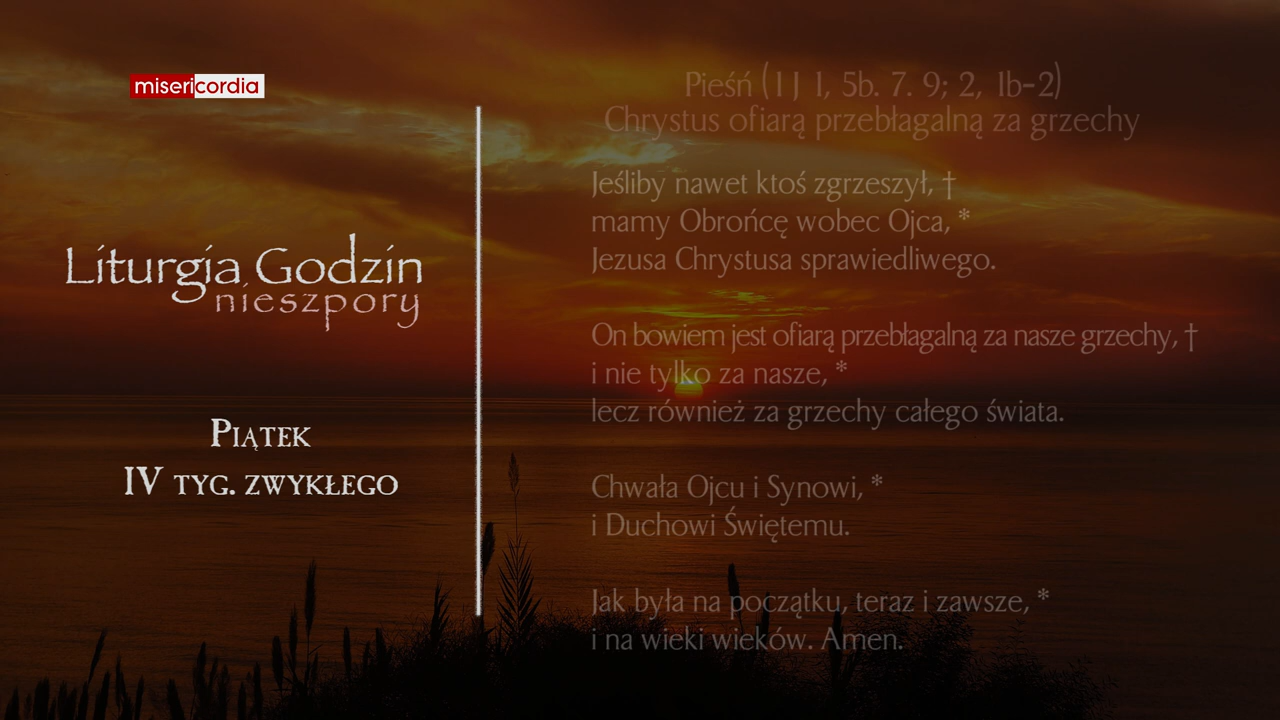 misericordia
Liturgia Godzin
nieszpory
Piątek
IV tyg. zwykłego
Pieśń (1 J 1, 5b. 7. 9; 2, 1b-2)
Chrystus ofiarą przebłagalną za grzechy
Jeśliby nawet ktoś zgrzeszył, †
mamy Obrońcę wobec Ojca, *
Jezusa Chrystusa sprawiedliwego.
On bowiem jest ofiarą przebłagalną za nasze grzechy, †
i nie tylko za nasze, *
lecz również za grzechy całego świata.
Chwała Ojcu i Synowi, *
i Duchowi Świętemu.
Jak była na początku, teraz i zawsze, *
i na wieki wieków. Amen.